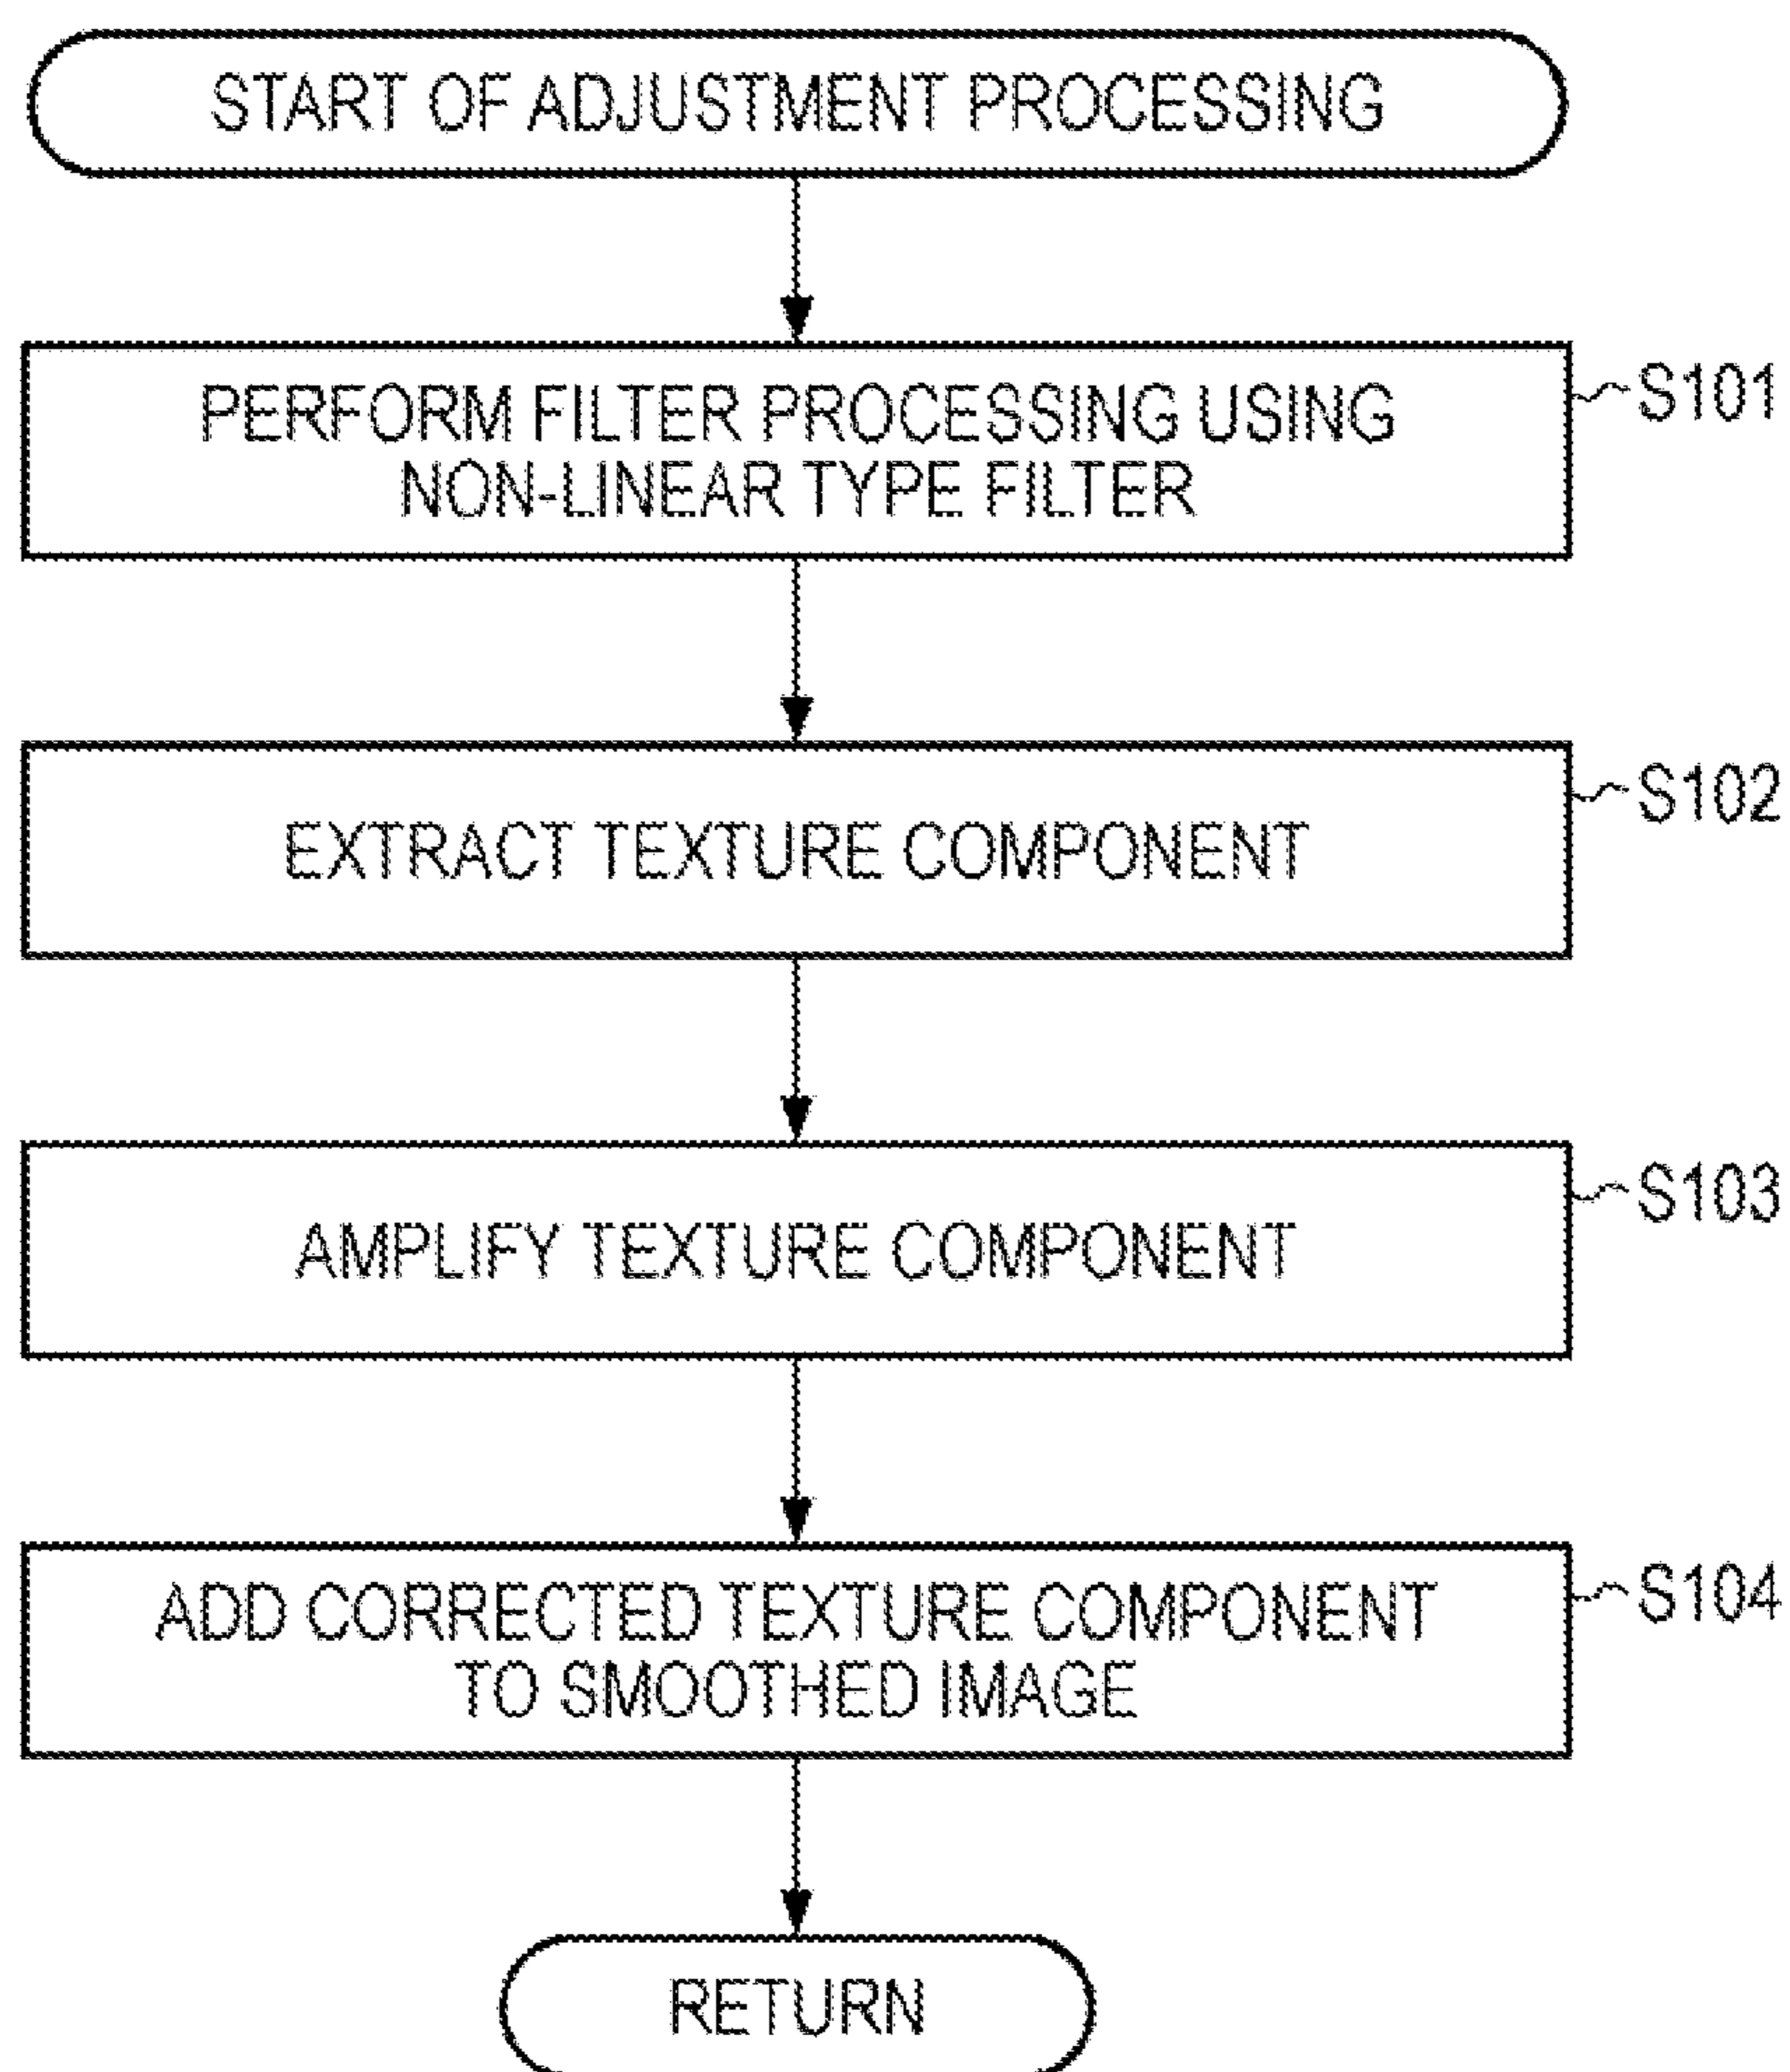 START OF ADJUSTMENT PROCESSING
PERFORM FILTER PROCESSING USING
NON-LINEAR TYPE FILTER
S101
EXTRACT TEXTURE COMPONENT
S102
AMPLIFY TEXTURE COMPONENT
S103
ADD CORRECTED TEXTURE COMPONENT
TO SMOOTHED IMAGE
S104
RETURN